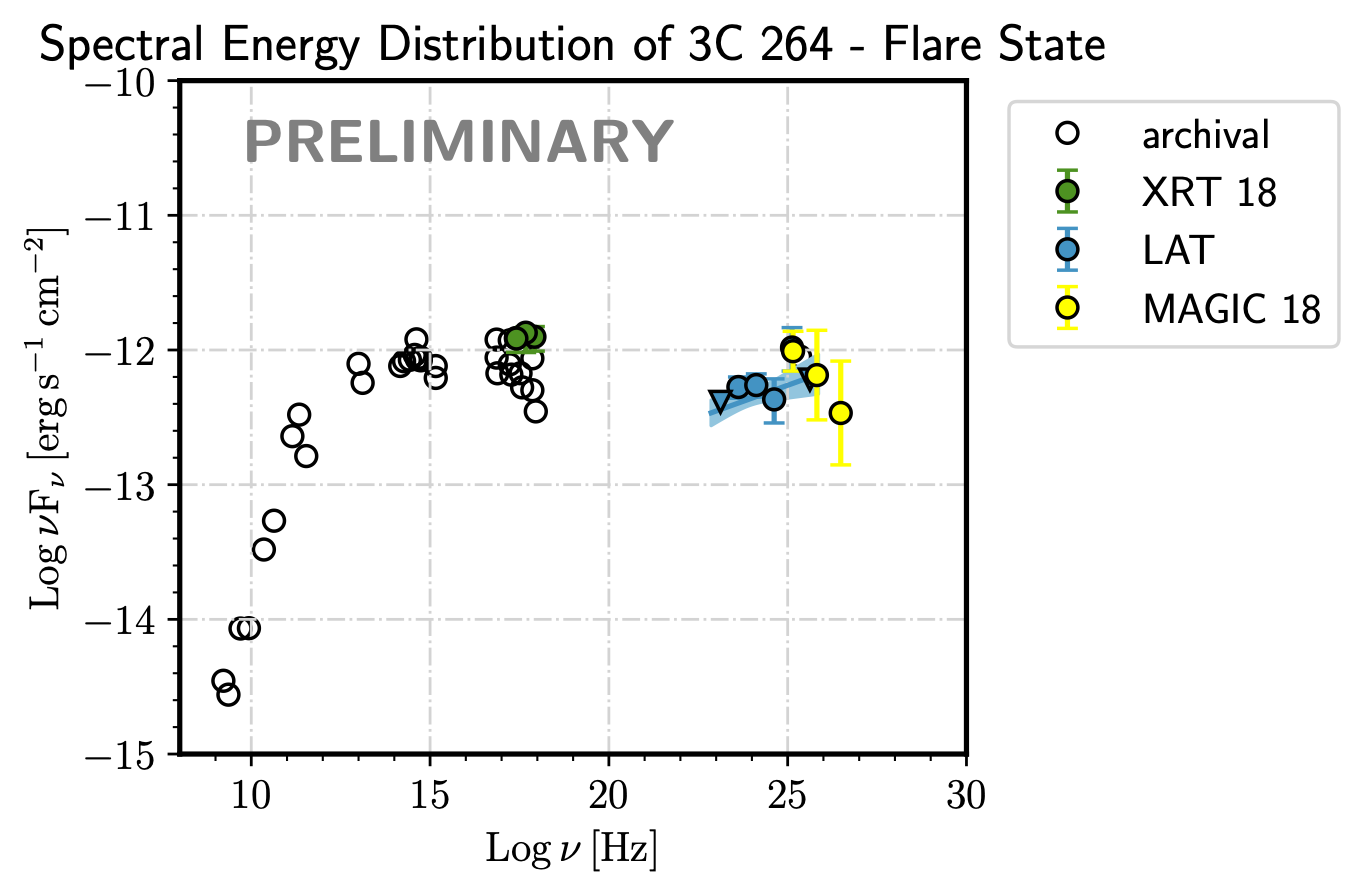 Spectral Energy Distribution of 3C 264 - Flare State
PRELIMINARY
archival
XRT 18
LAT
MAGIC 18
−10
−11
−12
−13
−14
−15
Log νFν [erg s−1 cm−2]
10
15
20
25
30
Log ν [Hz]